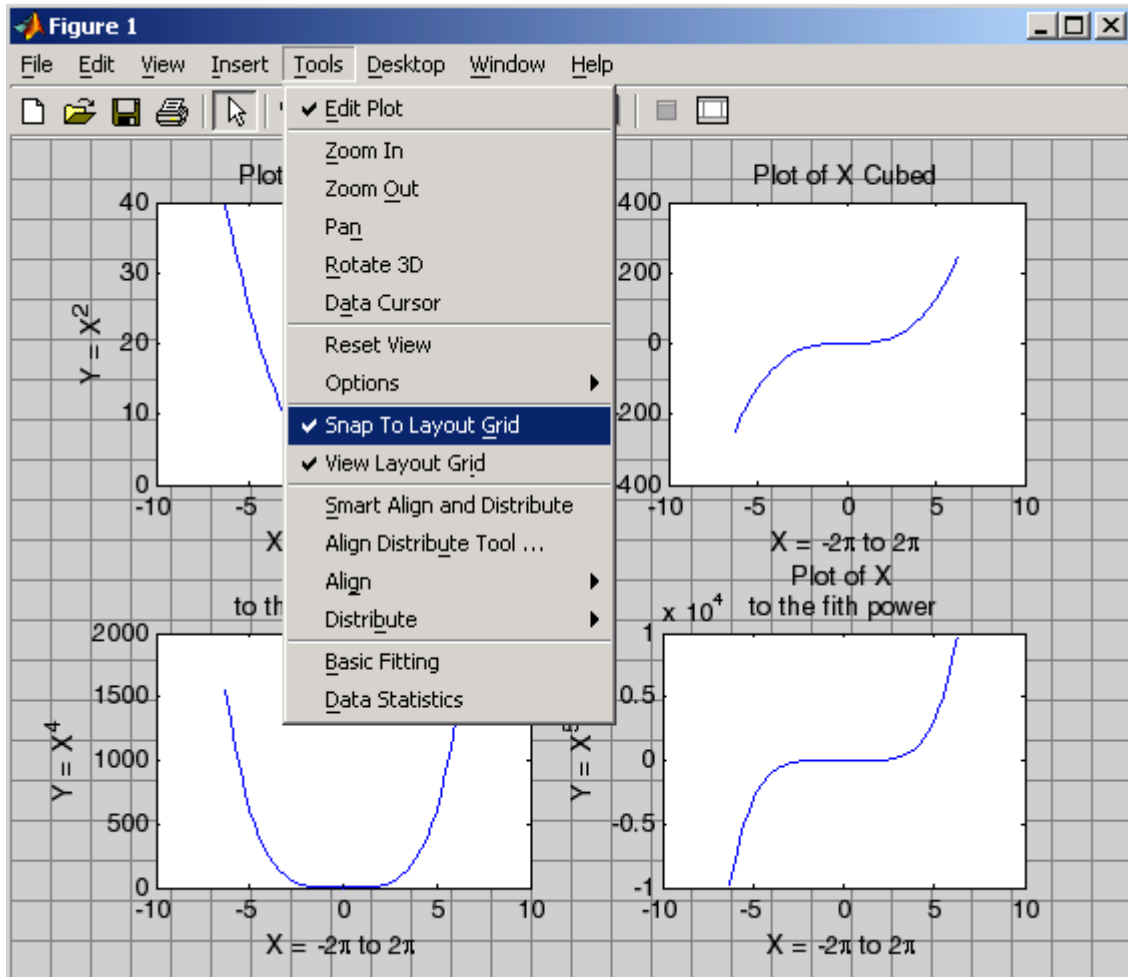 Figure 1
File Edit View Insert Tools Desktop Window Help
Edit Plot
Zoom In
Zoom Out
Pan
Rotate 3D
Data Cursor
Reset View
Options
Snap To Layout Grid
View Layout Grid
Smart Align and Distribute
Align Distribute Tool ...
Align
Distribute
Basic Fitting
Data Statistics
Plot
40
30
20
10
0
Y = X²
-10 -5
X
Plot of X Cubed
400
200
0
-200
400
-10 -5 0 5 10
X = -2π to 2π
to th
2000
1500
1000
500
0
Y = X⁴
-10 -5 0 5 10
X = -2π to 2π
Plot of X
to the fith power
x 10⁴
1
0.5
0
-0.5
-1
Y = X⁵
-10 -5 0 5 10
X = -2π to 2π